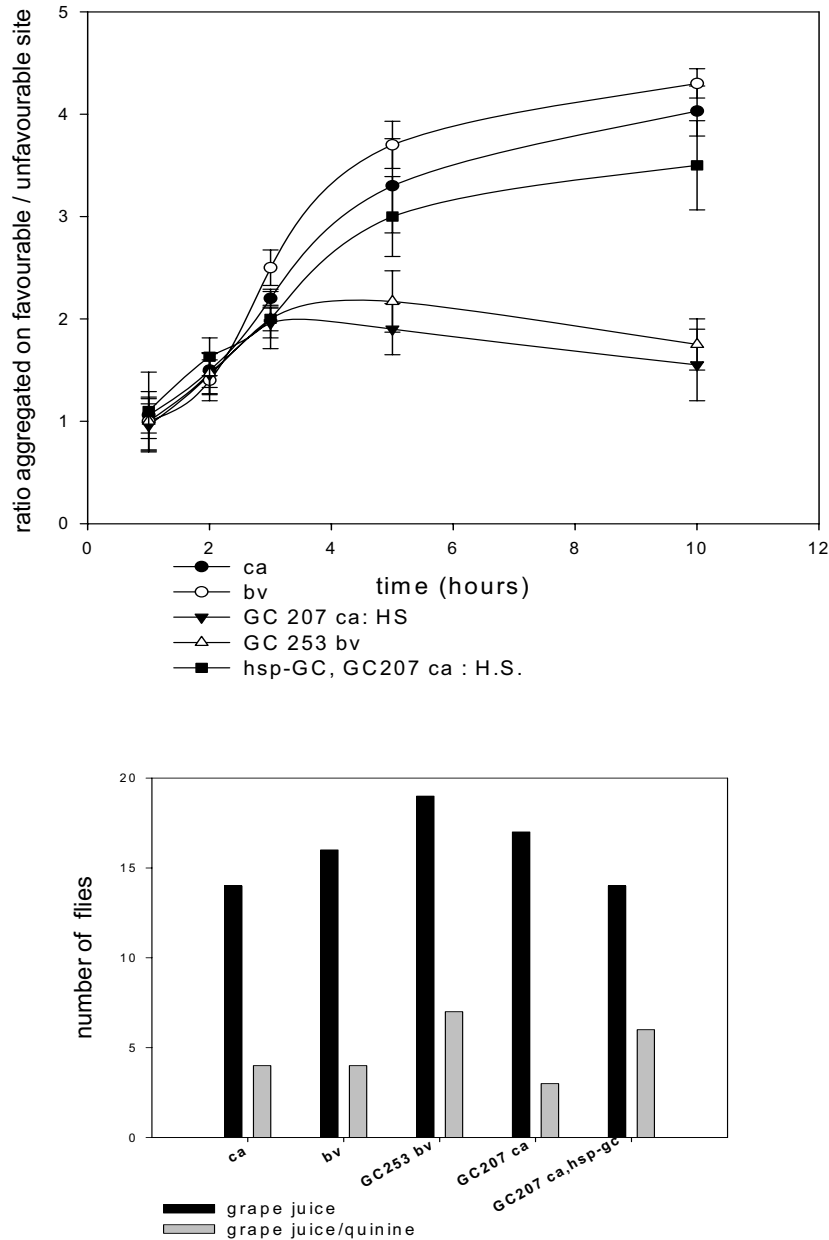 5
4
3
2
1
0
ratio aggregated on favourable / unfavourable site
0 2 4 6 8 10 12
time (hours)
ca
bv
GC 207 ca: HS
GC 253 bv
hsp-GC, GC207 ca : H.S.
20
15
10
5
0
number of flies
ca
bv
GC253 bv
GC207 ca
GC207 ca,hsp-gc
grape juice
grape juice/quinine